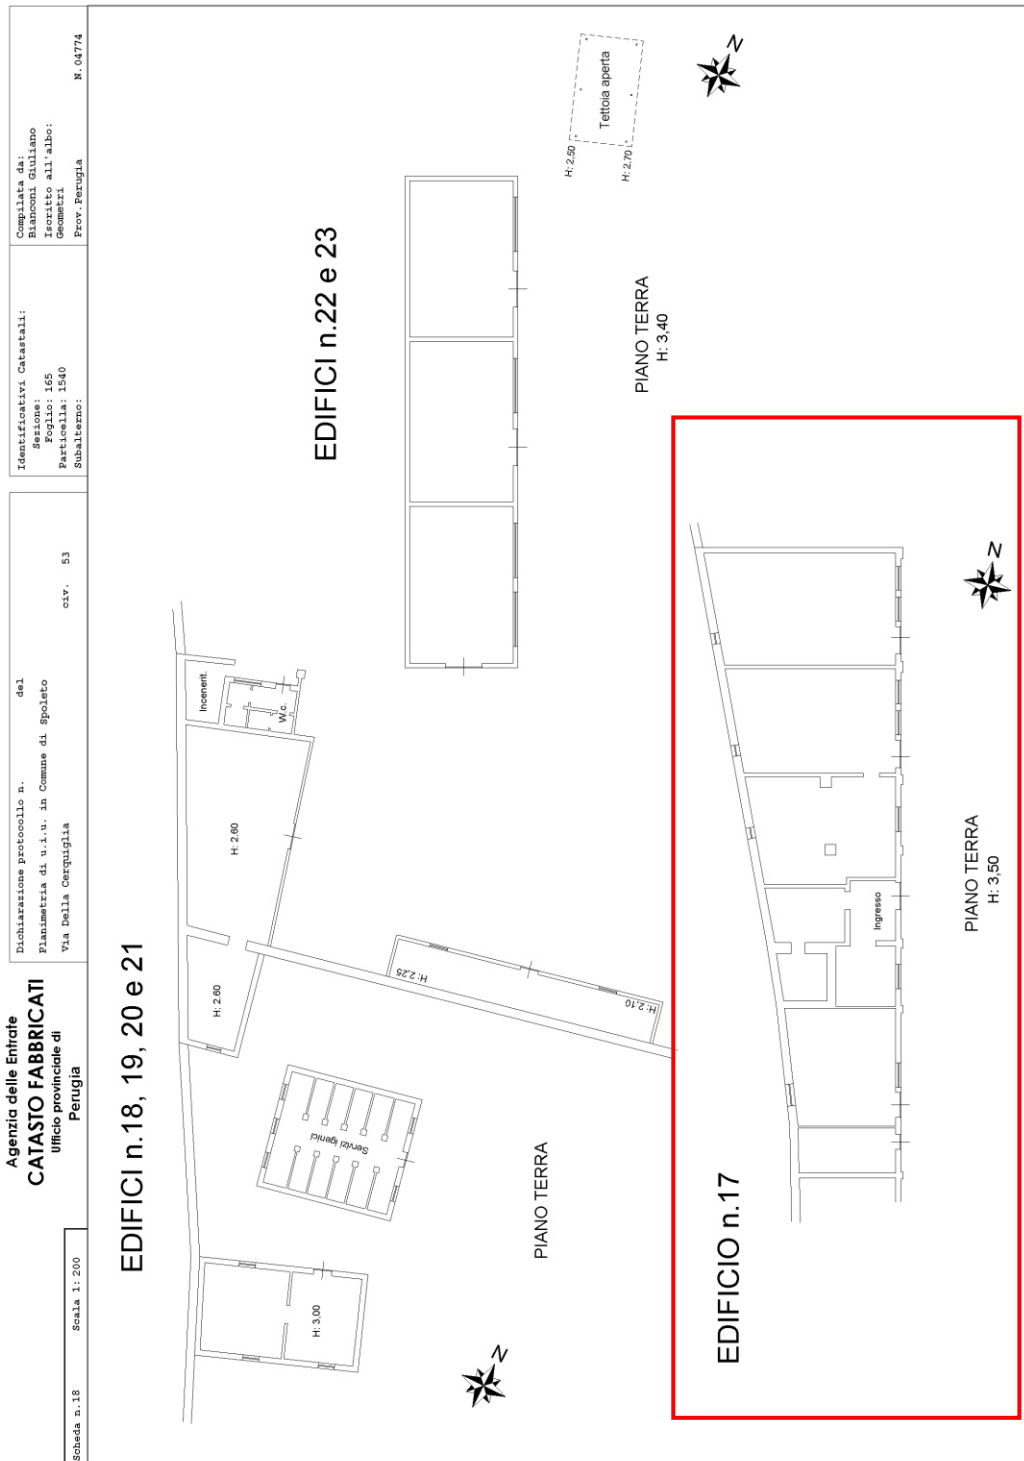 Agenzia delle Entrate
CATASTO FABBRICATI
Ufficio provinciale di
Perugia
Scheda n.18
Scala 1: 200
Dichiarazione protocollo n.
del
Planimetria di u.i.u. in Comune di Spoleto
Via Della Cerquiglia
civ. 53
Identificativi Catastali:
Sezione:
Foglio: 165
Particella: 1540
Subalterno:
Compilata da:
Bianconi Giuliano
Iscritto all'albo:
Geometri
Prov. Perugia
N. 04774
EDIFICI n.18, 19, 20 e 21
H: 3,00
Servizi igenici
H: 2.60
H: 2.60
Incenerit.
W.c.
H: 2,25
H: 2,10
PIANO TERRA
N
EDIFICI n.22 e 23
PIANO TERRA
H: 3,40
Tettoia aperta
H: 2.50
H: 2.70
N
EDIFICIO n.17
Ingresso
PIANO TERRA
H: 3,50
N